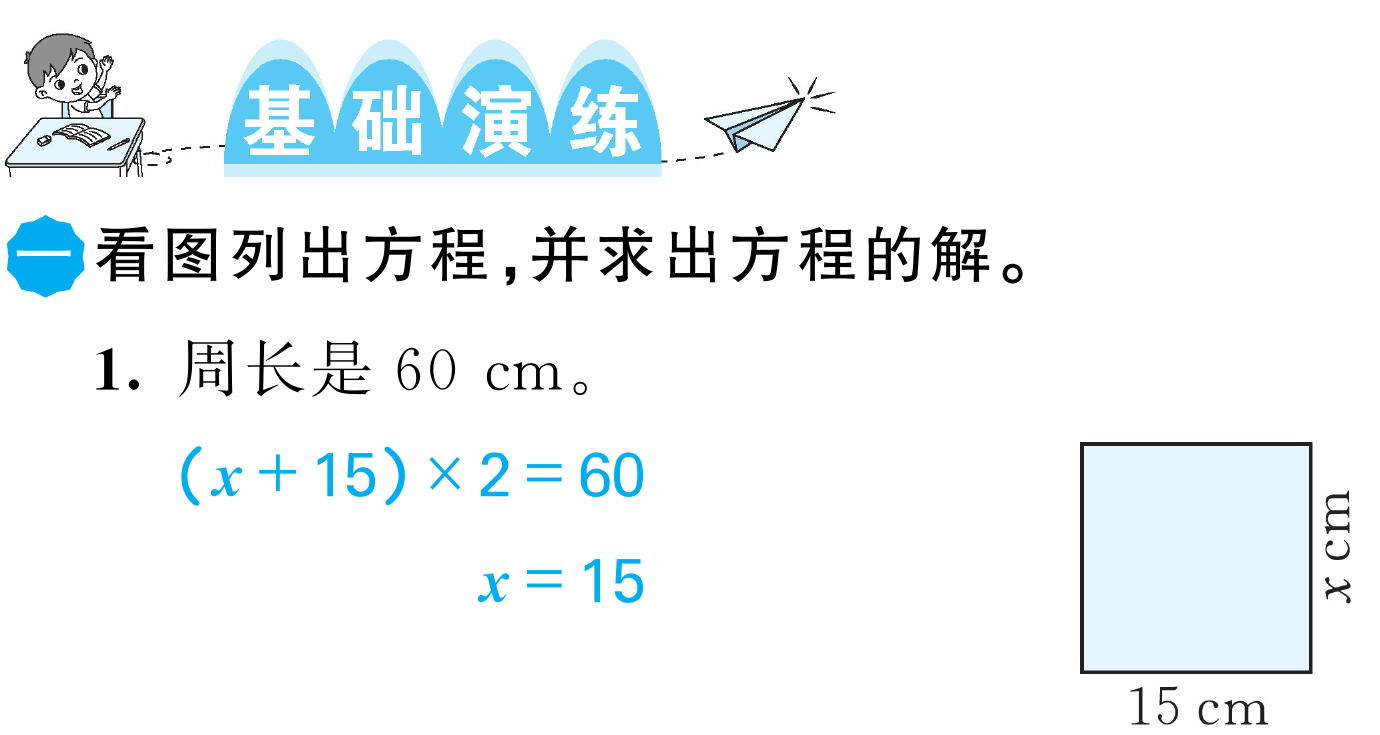 基础演练
一 看图列出方程,并求出方程的解。
1. 周长是 60 cm。
(x+15)×2=60
x=15
x cm
15 cm